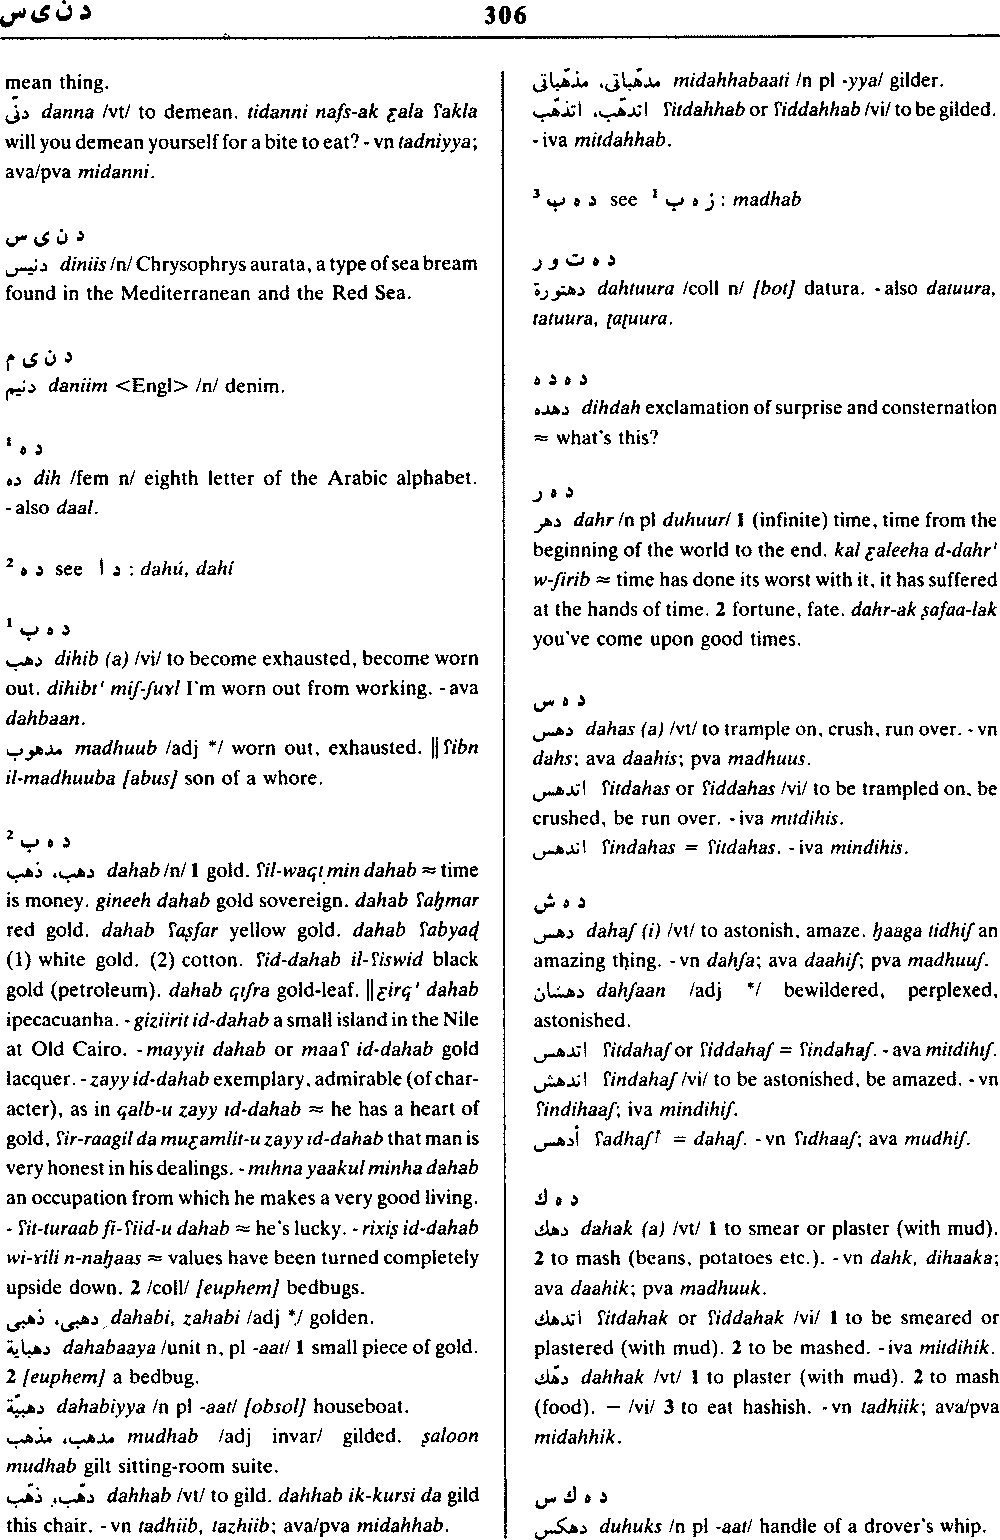 د ن ی س
306
mean thing.
دنّى danna /vt/ to demean. tidanni nafs-ak ƹala ʕakla
will you demean yourself for a bite to eat? - vn tadniyya;
ava/pva midanni.
د ن ی س
دنيس diniis /n/ Chrysophrys aurata, a type of sea bream
found in the Mediterranean and the Red Sea.
د ن ی م
دنيم daniim <Engl> /n/ denim.
د ه ¹
ده dih /fem n/ eighth letter of the Arabic alphabet.
- also daal.
د ه ² see د ا : dahú, dahí
د ه ب ¹
دهب dihib (a) /vi/ to become exhausted, become worn
out. dihibt' miʃ-ʃuɣl I'm worn out from working. - ava
dahbaan.
مدهوب madhuub /adj */ worn out, exhausted. ‖ ʕibn
il-madhuuba [abus] son of a whore.
د ه ب ²
دهب، ذهب dahab /n/ 1 gold. ʕil-waqt min dahab ≈ time
is money. gineeh dahab gold sovereign. dahab ʕaḥmar
red gold. dahab ʕaṣfar yellow gold. dahab ʕabyaḍ
(1) white gold. (2) cotton. ʕid-dahab il-ʕiswid black
gold (petroleum). dahab qiʃra gold-leaf. ‖ ƹirq' dahab
ipecacuanha. - giziirit id-dahab a small island in the Nile
at Old Cairo. - mayyit dahab or maaʕ id-dahab gold
lacquer. - zayy id-dahab exemplary, admirable (of char-
acter), as in qalb-u zayy id-dahab ≈ he has a heart of
gold, ʕir-raagil da muƹamlit-u zayy id-dahab that man is
very honest in his dealings. - mihna yaakul minha dahab
an occupation from which he makes a very good living.
- ʕit-turaab fi-ʕiid-u dahab ≈ he's lucky. - rixiṣ id-dahab
wi-ɣili n-naḥaas ≈ values have been turned completely
upside down. 2 /coll/ [euphem] bedbugs.
دهبى، ذهبى dahabi, zahabi /adj */ golden.
دهباية dahabaaya /unit n, pl -aat/ 1 small piece of gold.
2 [euphem] a bedbug.
دهبيّة dahabiyya /n pl -aat/ [obsol] houseboat.
مدهب، مذهب mudhab /adj invar/ gilded. ṣaloon
mudhab gilt sitting-room suite.
دهّب، ذهّب dahhab /vt/ to gild. dahhab ik-kursi da gild
this chair. - vn tadhiib, tazhiib; ava/pva midahhab.
مدهّباتى، مذهّباتى midahhabaati /n pl -yya/ gilder.
اتدهّب، اتذهّب ʕitdahhab or ʕiddahhab /vi/ to be gilded.
- iva mitdahhab.
د ه ب ³ see ز ه ب ¹ : madhab
د ه ت و ر
دهتورة dahtuura /coll n/ [bot] datura. - also datuura,
tatuura, ṭaṭuura.
د ه د ه
دهده dihdah exclamation of surprise and consternation
≈ what's this?
د ه ر
دهر dahr /n pl duhuur/ 1 (infinite) time, time from the
beginning of the world to the end. kal ƹaleeha d-dahr'
w-ʃirib ≈ time has done its worst with it, it has suffered
at the hands of time. 2 fortune, fate. dahr-ak ṣafaa-lak
you've come upon good times.
د ه س
دهس dahas (a) /vt/ to trample on, crush, run over. - vn
dahs; ava daahis; pva madhuus.
اتدهس ʕitdahas or ʕiddahas /vi/ to be trampled on, be
crushed, be run over. - iva mitdihis.
اندهس ʕindahas = ʕitdahas. - iva mindihis.
د ه ش
دهش dahaʃ (i) /vt/ to astonish, amaze. ḥaaga tidhiʃ an
amazing thing. - vn dahʃa; ava daahiʃ; pva madhuuʃ.
دهشان dahʃaan /adj */ bewildered, perplexed,
astonished.
اتدهش ʕitdahaʃ or ʕiddahaʃ = ʕindahaʃ. - ava mitdihiʃ.
اندهش ʕindahaʃ /vi/ to be astonished, be amazed. - vn
ʕindihaaʃ; iva mindihiʃ.
أدهش ʕadhaʃ↑ = dahaʃ. - vn ʕidhaaʃ; ava mudhiʃ.
د ه ك
دهك dahak (a) /vt/ 1 to smear or plaster (with mud).
2 to mash (beans, potatoes etc.). - vn dahk, dihaaka;
ava daahik; pva madhuuk.
اتدهك ʕitdahak or ʕiddahak /vi/ 1 to be smeared or
plastered (with mud). 2 to be mashed. - iva mitdihik.
دهّك dahhak /vt/ 1 to plaster (with mud). 2 to mash
(food). — /vi/ 3 to eat hashish. - vn tadhiik; ava/pva
midahhik.
د ه ك س
دهكس duhuks /n pl -aat/ handle of a drover's whip.